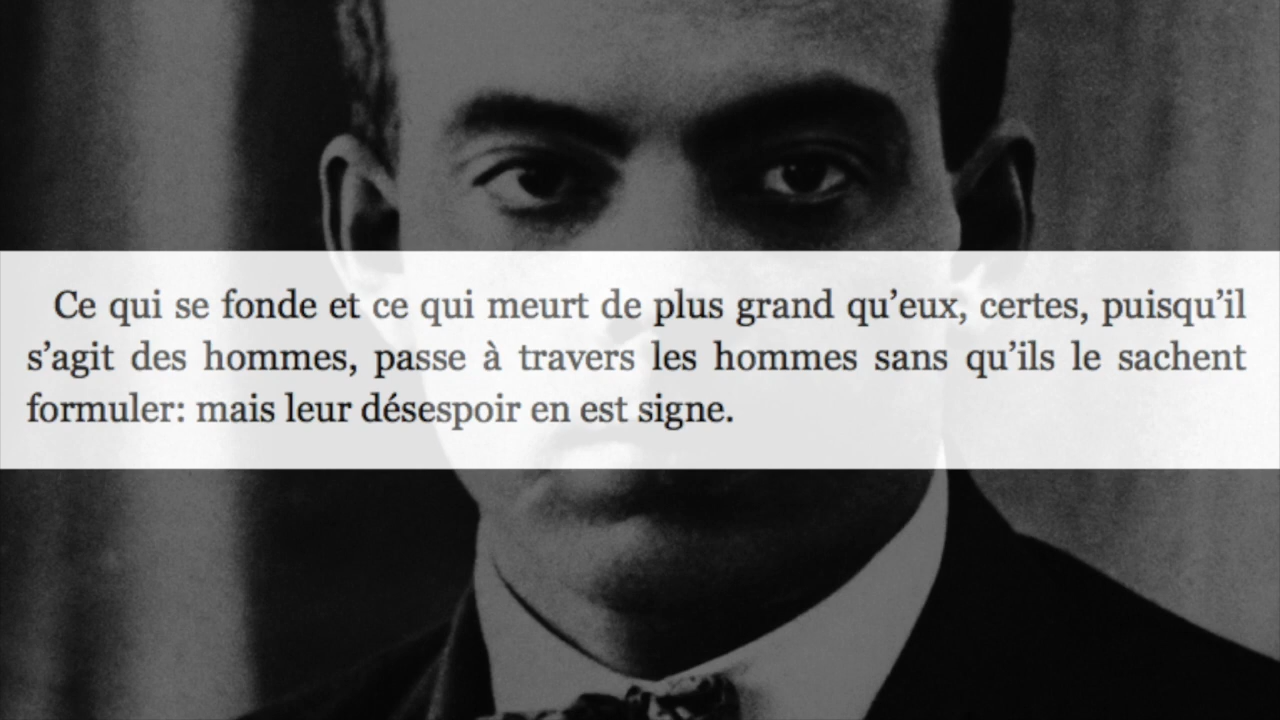 Ce qui se fonde et ce qui meurt de plus grand qu’eux, certes, puisqu’il
s’agit des hommes, passe à travers les hommes sans qu’ils le sachent
formuler: mais leur désespoir en est signe.